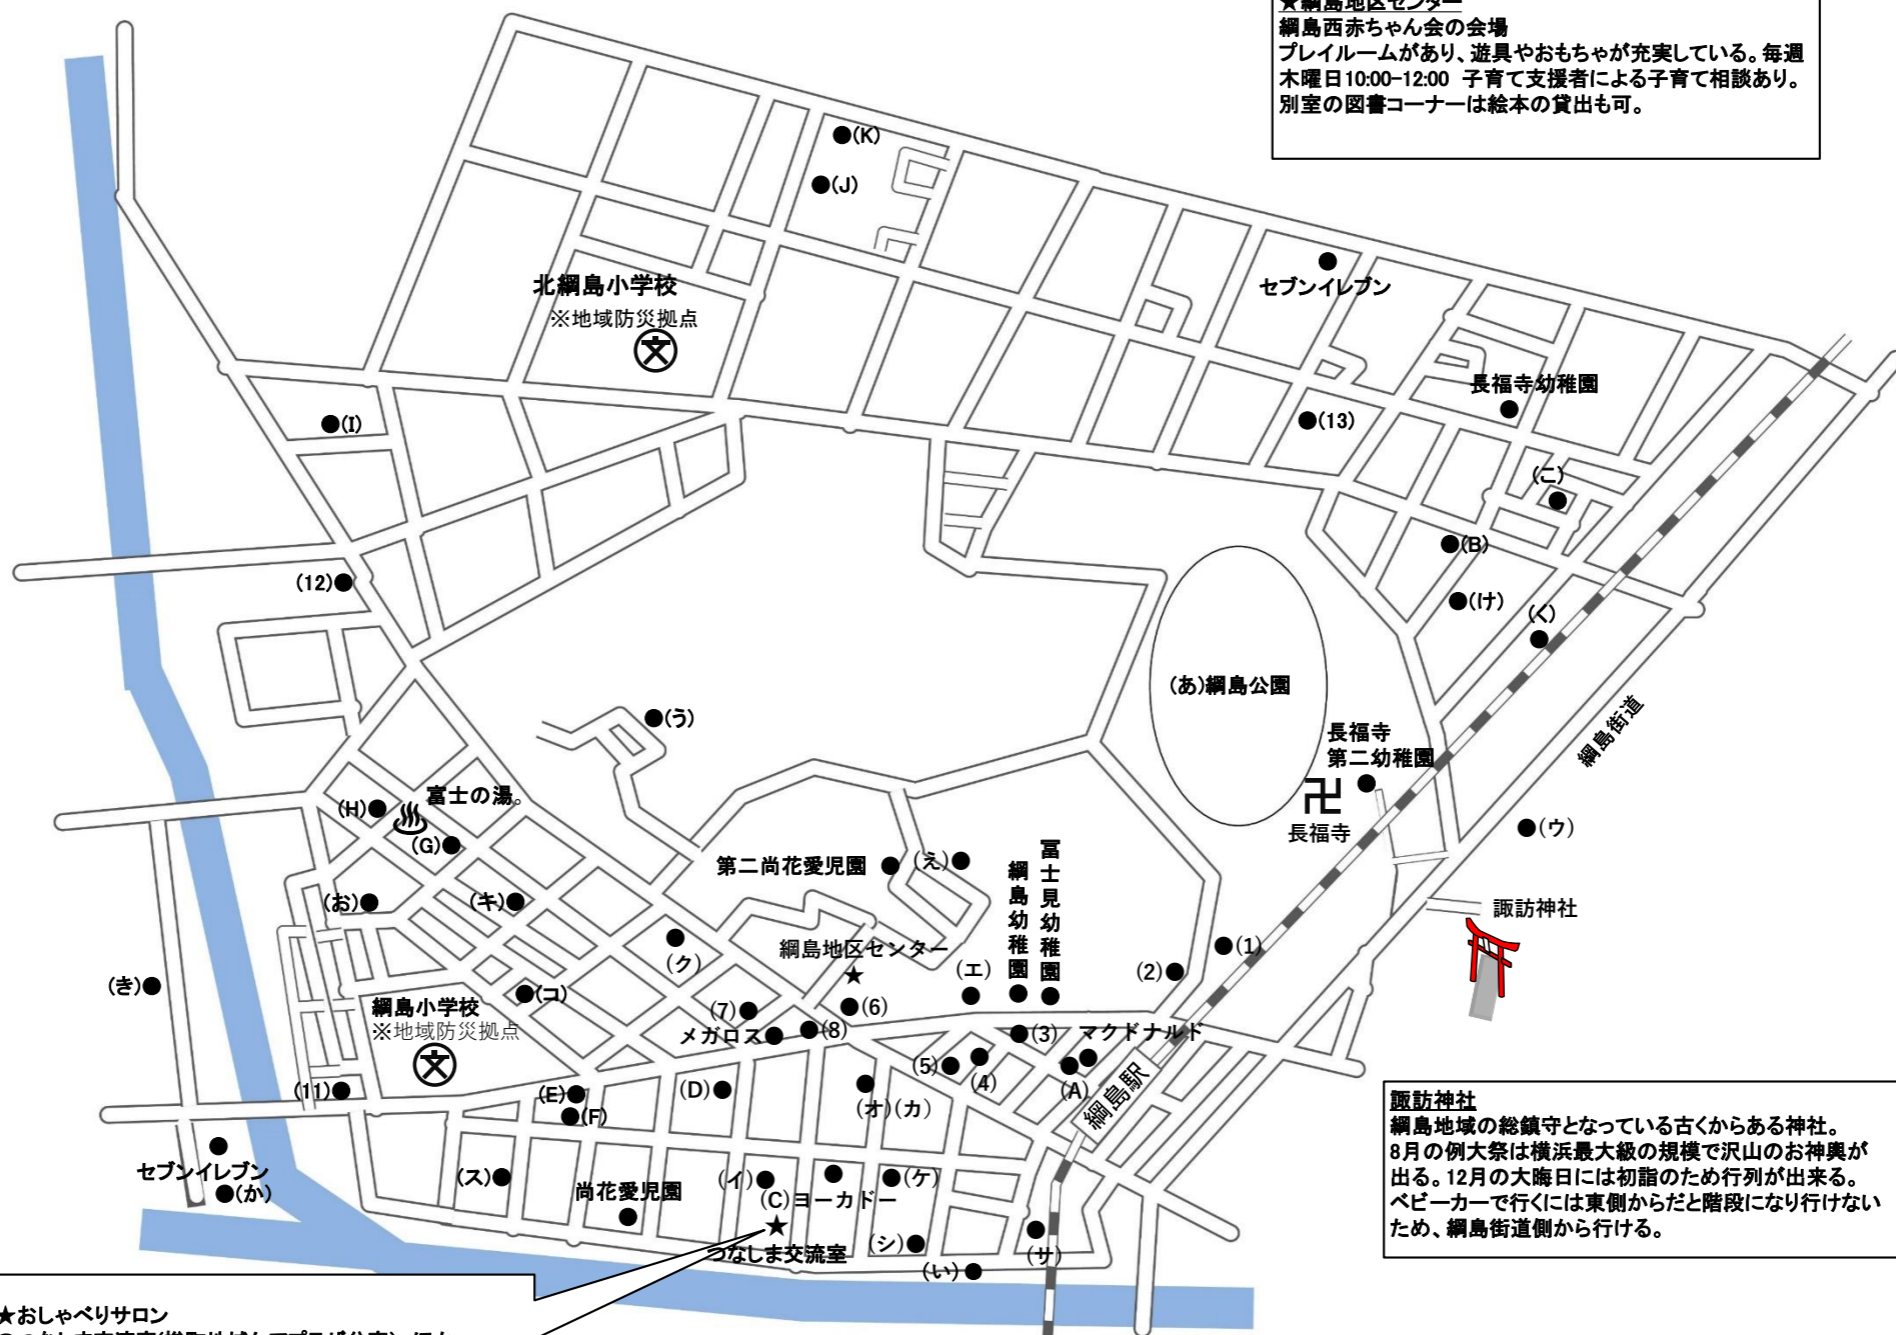 ★綱島地区センター
綱島西赤ちゃん会の会場
プレイルームがあり、遊具やおもちゃが充実している。毎週
木曜日10:00-12:00 子育て支援者による子育て相談あり。
別室の図書コーナーは絵本の貸出も可。
(K)
(J)
北綱島小学校
※地域防災拠点
文
セブンイレブン
長福寺幼稚園
(I)
(13)
(こ)
(B)
(12)
(け)
(く)
(あ)綱島公園
(う)
綱島街道
長福寺
第二幼稚園
卍
長福寺
富士の湯。
(H)
(G)
(ウ)
第二尚花愛児園
(え)
綱島幼稚園
冨士見幼稚園
(お)
(キ)
諏訪神社
(ク)
綱島地区センター
★
(1)
(2)
(エ)
(き)
(コ)
綱島小学校
※地域防災拠点
文
(7)
(6)
メガロス
(8)
(3)
マクドナルド
(5)
(4)
(A)
綱島駅
(11)
(E)
(F)
(D)
(オ)(カ)
セブンイレブン
(か)
(ス)
尚花愛児園
(イ)
(C)ヨーカドー
(ケ)
★
つなしま交流室
(シ)
(サ)
(い)
諏訪神社
綱島地域の総鎮守となっている古くからある神社。
8月の例大祭は横浜最大級の規模で沢山のお神輿が
出る。12月の大晦日には初詣のため行列が出来る。
ベビーカーで行くには東側からだと階段になり行けない
ため、綱島街道側から行ける。
★おしゃべりサロン